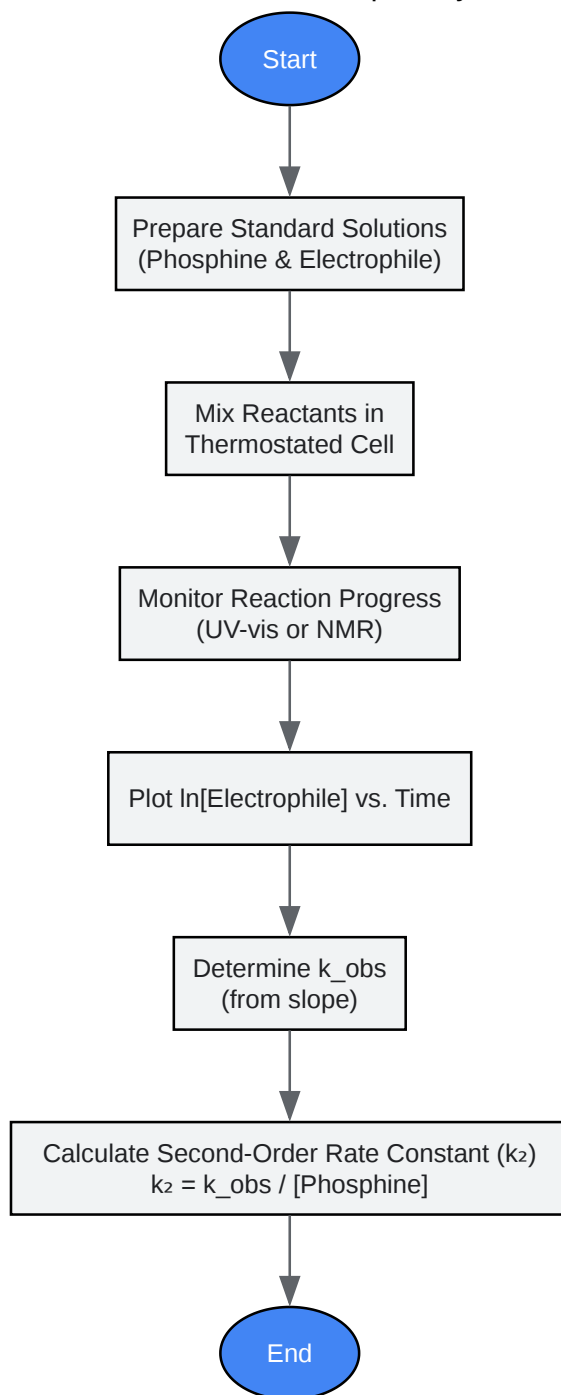 Start
Prepare Standard Solutions
(Phosphine & Electrophile)
Mix Reactants in
Thermostated Cell
Monitor Reaction Progress
(UV-vis or NMR)
Plot ln[Electrophile] vs. Time
Determine k_obs
(from slope)
Calculate Second-Order Rate Constant (k₂)
k₂ = k_obs / [Phosphine]
End